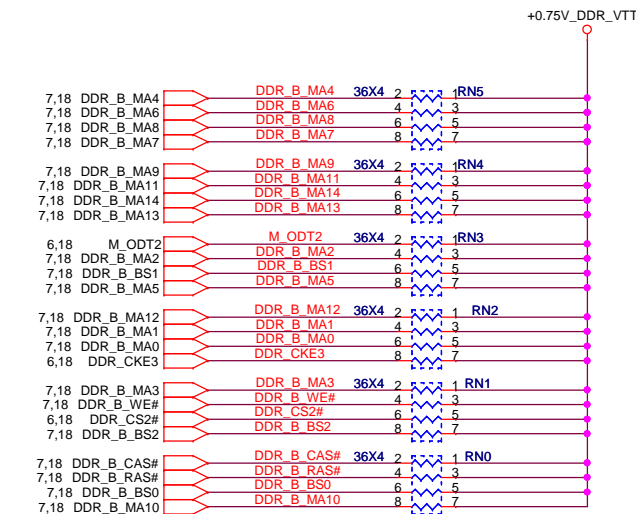 +0.75V_DDR_VTT
7,18 DDR_B_MA4 DDR_B_MA4 36X4 2 1 RN5
7,18 DDR_B_MA6 DDR_B_MA6 4 3
7,18 DDR_B_MA8 DDR_B_MA8 6 5
7,18 DDR_B_MA7 DDR_B_MA7 8 7
7,18 DDR_B_MA9 DDR_B_MA9 36X4 2 1 RN4
7,18 DDR_B_MA11 DDR_B_MA11 4 3
7,18 DDR_B_MA14 DDR_B_MA14 6 5
7,18 DDR_B_MA13 DDR_B_MA13 8 7
6,18 M_ODT2 M_ODT2 36X4 2 1 RN3
7,18 DDR_B_MA2 DDR_B_MA2 4 3
7,18 DDR_B_BS1 DDR_B_BS1 6 5
7,18 DDR_B_MA5 DDR_B_MA5 8 7
7,18 DDR_B_MA12 DDR_B_MA12 36X4 2 1 RN2
7,18 DDR_B_MA1 DDR_B_MA1 4 3
7,18 DDR_B_MA0 DDR_B_MA0 6 5
6,18 DDR_CKE3 DDR_CKE3 8 7
7,18 DDR_B_MA3 DDR_B_MA3 36X4 2 1 RN1
7,18 DDR_B_WE# DDR_B_WE# 4 3
6,18 DDR_CS2# DDR_CS2# 6 5
7,18 DDR_B_BS2 DDR_B_BS2 8 7
7,18 DDR_B_CAS# DDR_B_CAS# 36X4 2 1 RN0
7,18 DDR_B_RAS# DDR_B_RAS# 4 3
7,18 DDR_B_BS0 DDR_B_BS0 6 5
7,18 DDR_B_MA10 DDR_B_MA10 8 7